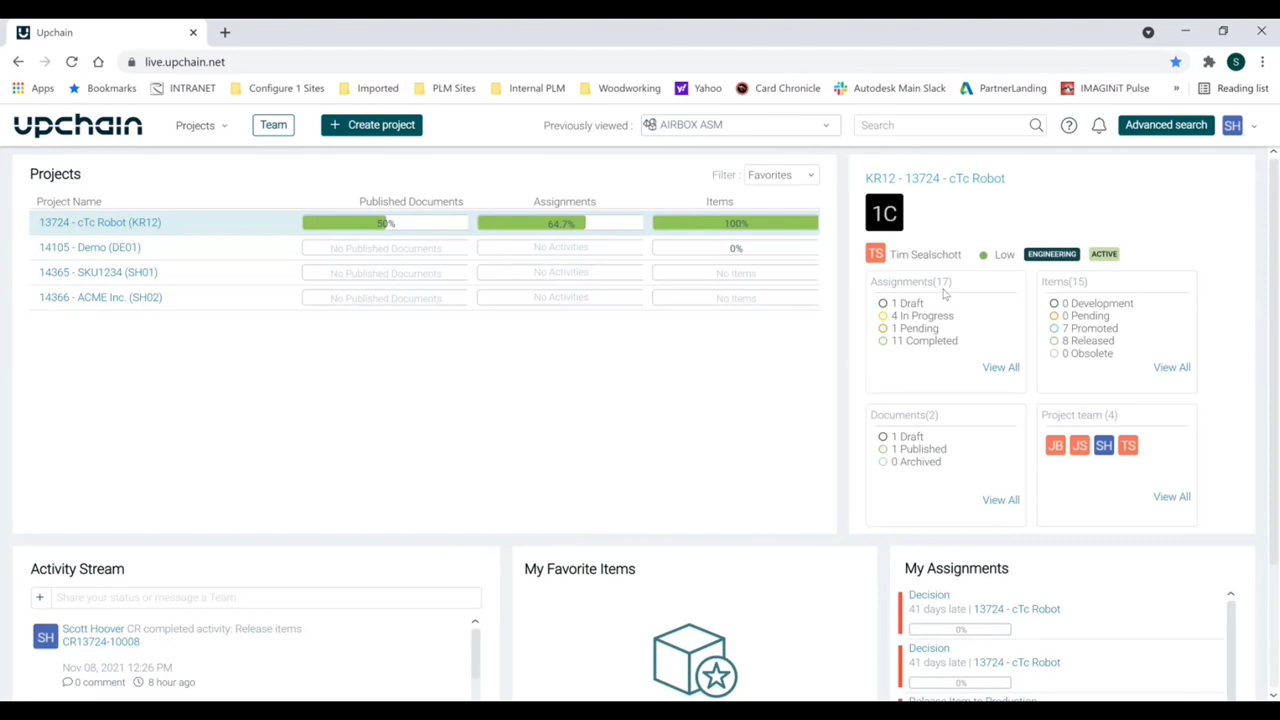 Upchain
live.upchain.net
S
Apps Bookmarks INTRANET Configure 1 Sites Imported PLM Sites Internal PLM Woodworking Yahoo Card Chronicle Autodesk Main Slack PartnerLanding IMAGINiT Pulse » Reading list
upchain Projects Team + Create project Previously viewed : AIRBOX ASM Search Advanced search SH
Projects
Filter : Favorites
Project Name Published Documents Assignments Items
13724 - cTc Robot (KR12) 50% 64.7% 100%
14105 - Demo (DE01) No Published Documents No Activities 0%
14365 - SKU1234 (SH01) No Published Documents No Activities No Items
14366 - ACME Inc. (SH02) No Published Documents No Activities No Items
KR12 - 13724 - cTc Robot
1C
TS Tim Sealschott Low ENGINEERING ACTIVE
Assignments(17)
1 Draft
4 In Progress
1 Pending
11 Completed
View All
Items(15)
0 Development
0 Pending
7 Promoted
8 Released
0 Obsolete
View All
Documents(2)
1 Draft
1 Published
0 Archived
View All
Project team (4)
JB JS SH TS
View All
Activity Stream
+ Share your status or message a Team
SH Scott Hoover CR completed activity: Release items
CR13724-10008
Nov 08, 2021 12:26 PM
0 comment 8 hour ago
My Favorite Items
My Assignments
Decision
41 days late | 13724 - cTc Robot
0%
Decision
41 days late | 13724 - cTc Robot
0%
Release Item to Production